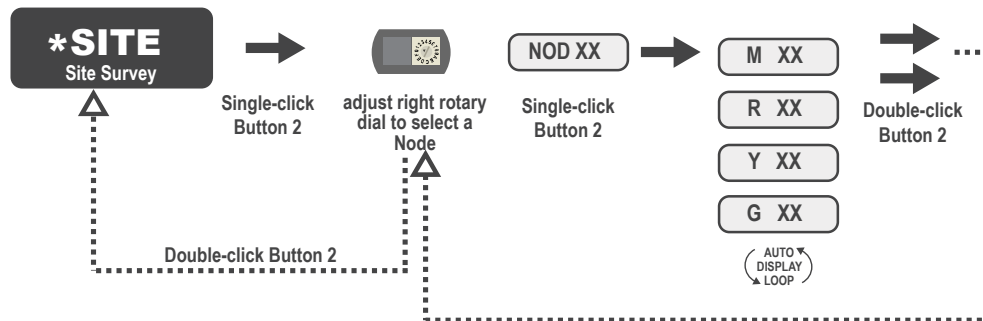 *SITE
Site Survey
Single-click
Button 2
adjust right rotary
dial to select a
Node
NOD XX
Single-click
Button 2
M XX
R XX
Y XX
G XX
AUTO
DISPLAY
LOOP
Double-click
Button 2
Double-click Button 2